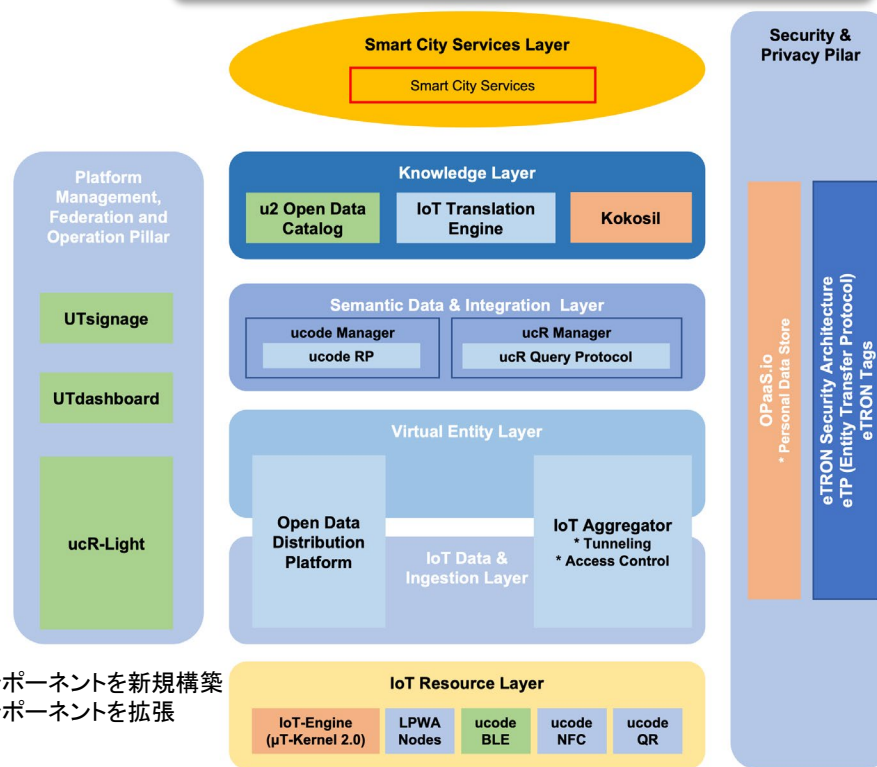 Smart City Services Layer
Smart City Services
Security &
Privacy Pilar
Platform
Management,
Federation and
Operation Pillar
UTsignage
UTdashboard
ucR-Light
Knowledge Layer
u2 Open Data
Catalog
IoT Translation
Engine
Kokosil
Semantic Data & Integration Layer
ucode Manager
ucode RP
ucR Manager
ucR Query Protocol
Virtual Entity Layer
Open Data
Distribution
Platform
IoT Aggregator
* Tunneling
* Access Control
IoT Data &
Ingestion Layer
OPaaS.io
* Personal Data Store
eTRON Security Architecture
eTP (Entity Transfer Protocol)
eTRON Tags
ポーネントを新規構築
ポーネントを拡張
IoT Resource Layer
IoT-Engine
(μT-Kernel 2.0)
LPWA
Nodes
ucode
BLE
ucode
NFC
ucode
QR